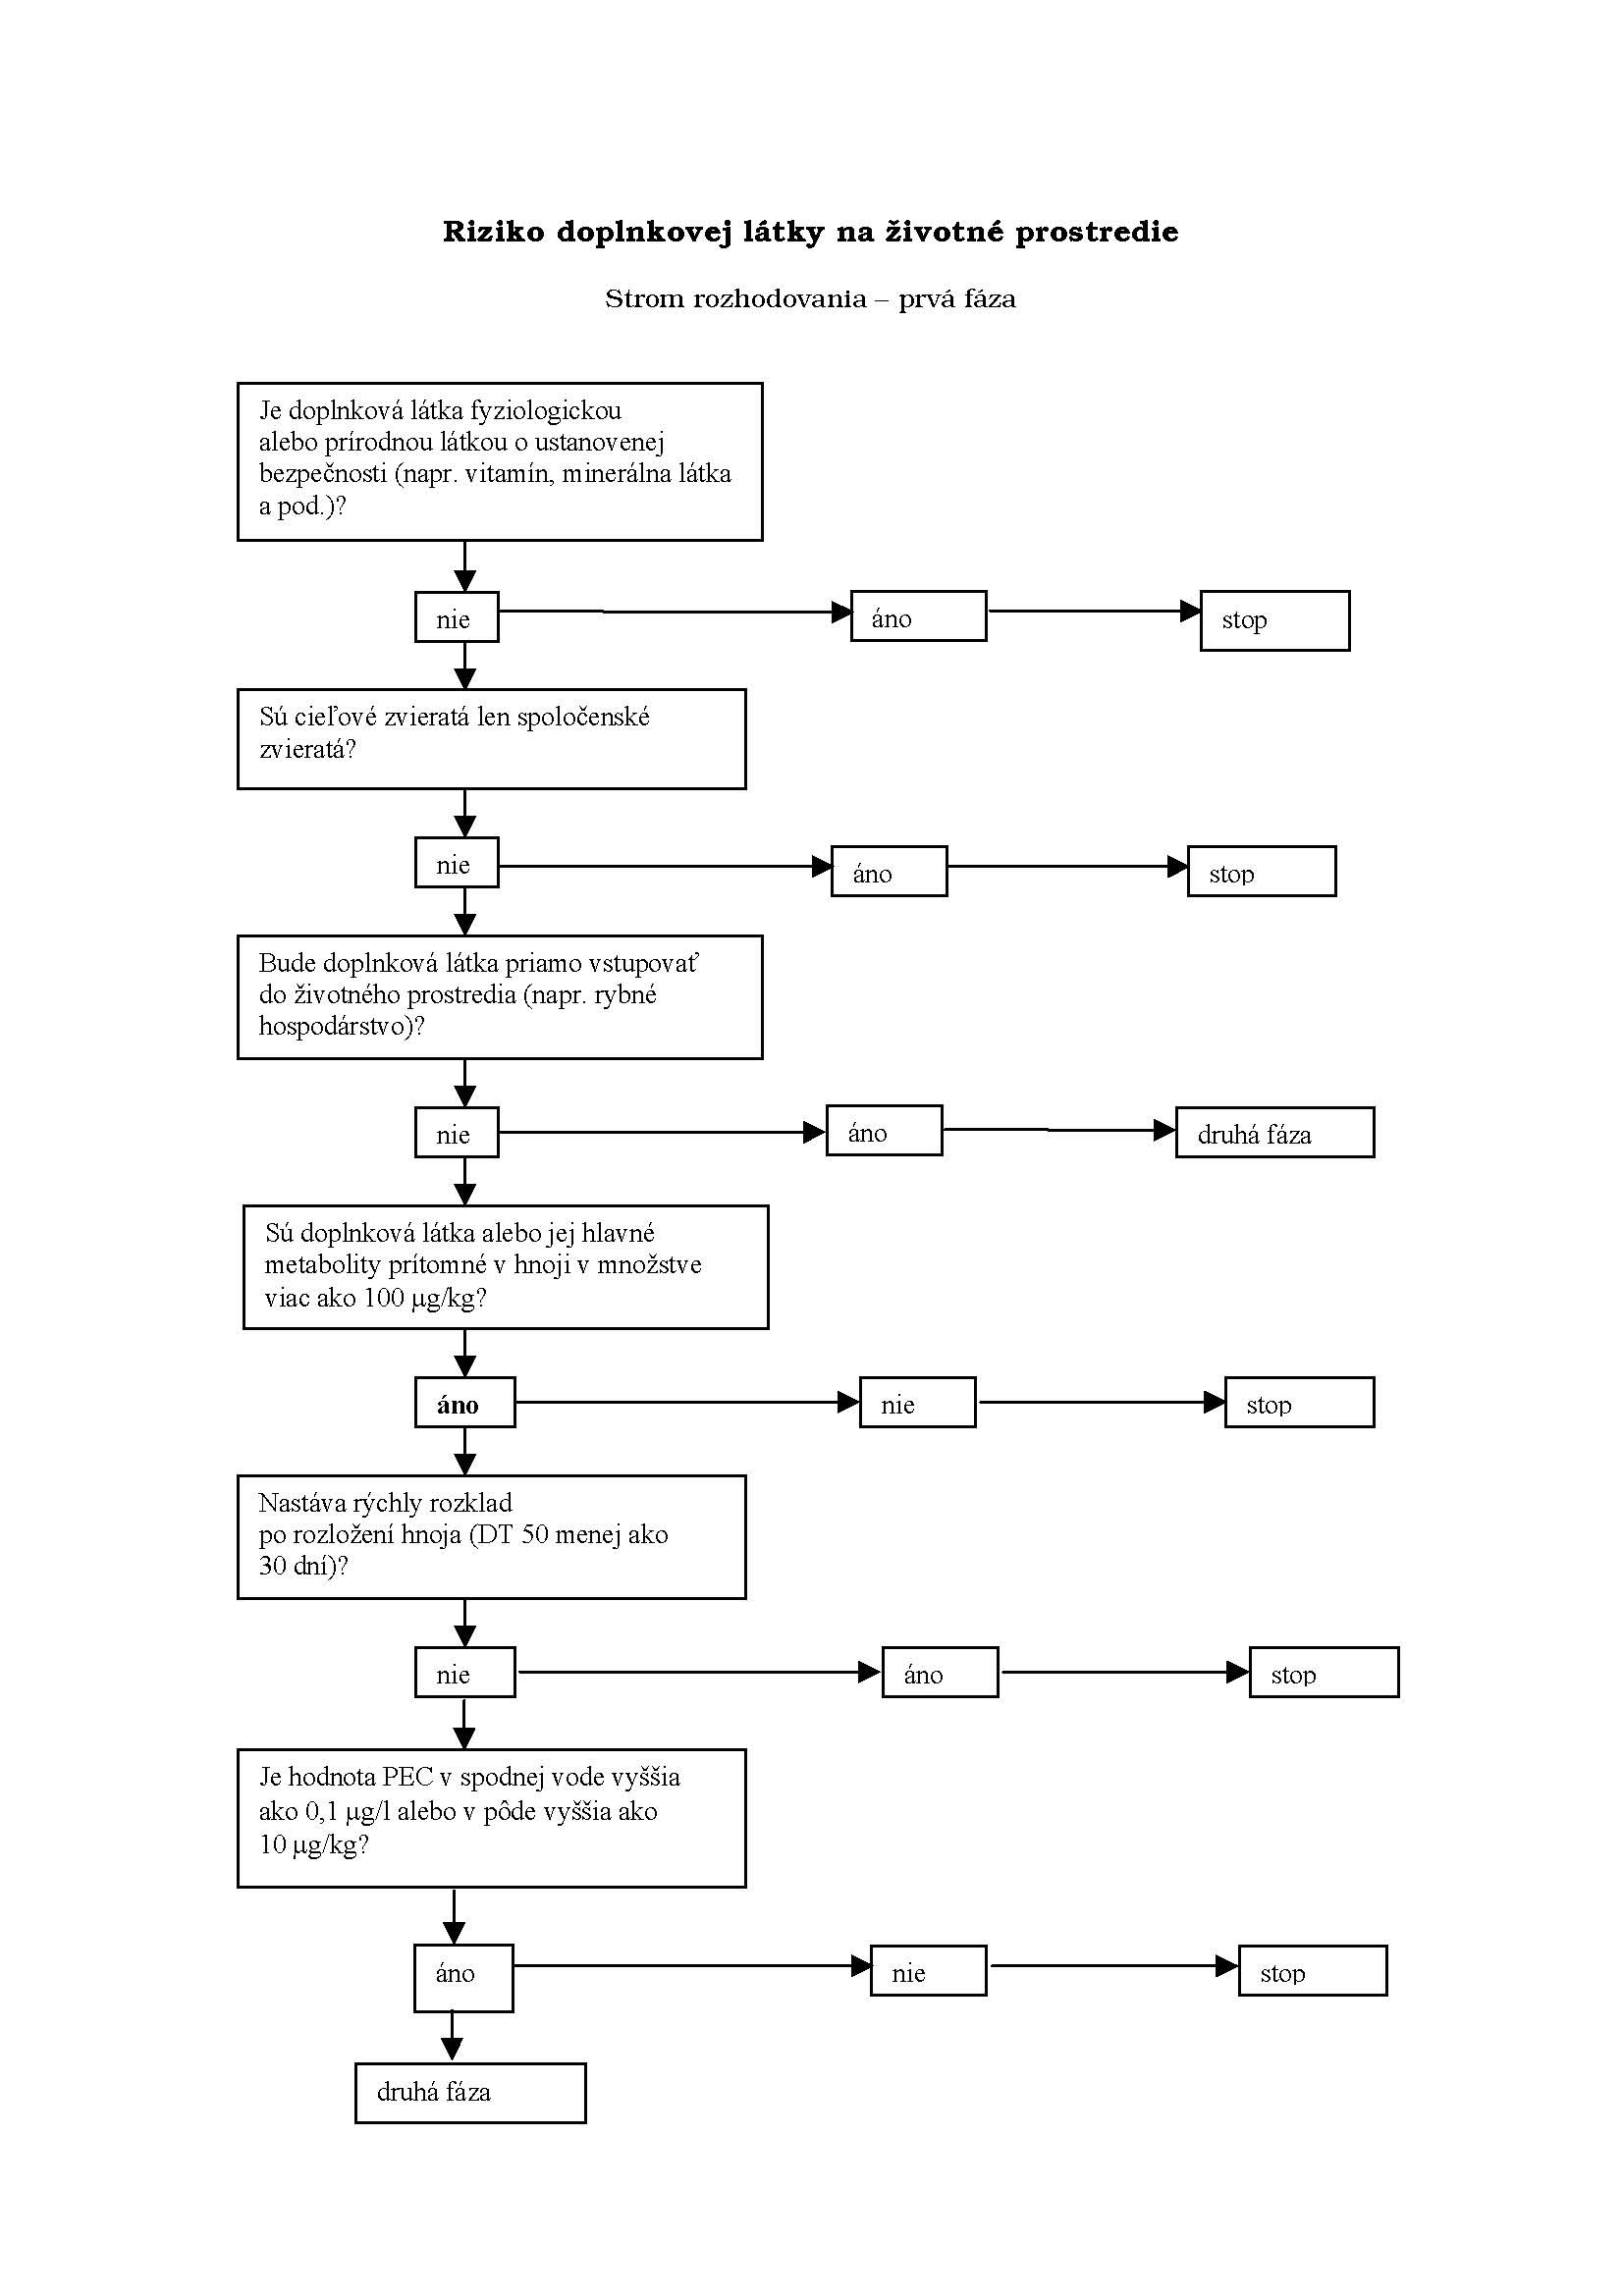 Riziko doplnkovej látky na životné prostredie
Strom rozhodovania – prvá fáza
Je doplnková látka fyziologickou
alebo prírodnou látkou o ustanovenej
bezpečnosti (napr. vitamín, minerálna látka
a pod.)?
nie
áno
stop
Sú cieľové zvieratá len spoločenské
zvieratá?
nie
áno
stop
Bude doplnková látka priamo vstupovať
do životného prostredia (napr. rybné
hospodárstvo)?
nie
áno
druhá fáza
Sú doplnková látka alebo jej hlavné
metabolity prítomné v hnoji v množstve
viac ako 100 µg/kg?
áno
nie
stop
Nastáva rýchly rozklad
po rozložení hnoja (DT 50 menej ako
30 dní)?
nie
áno
stop
Je hodnota PEC v spodnej vode vyššia
ako 0,1 µg/l alebo v pôde vyššia ako
10 µg/kg?
áno
nie
stop
druhá fáza